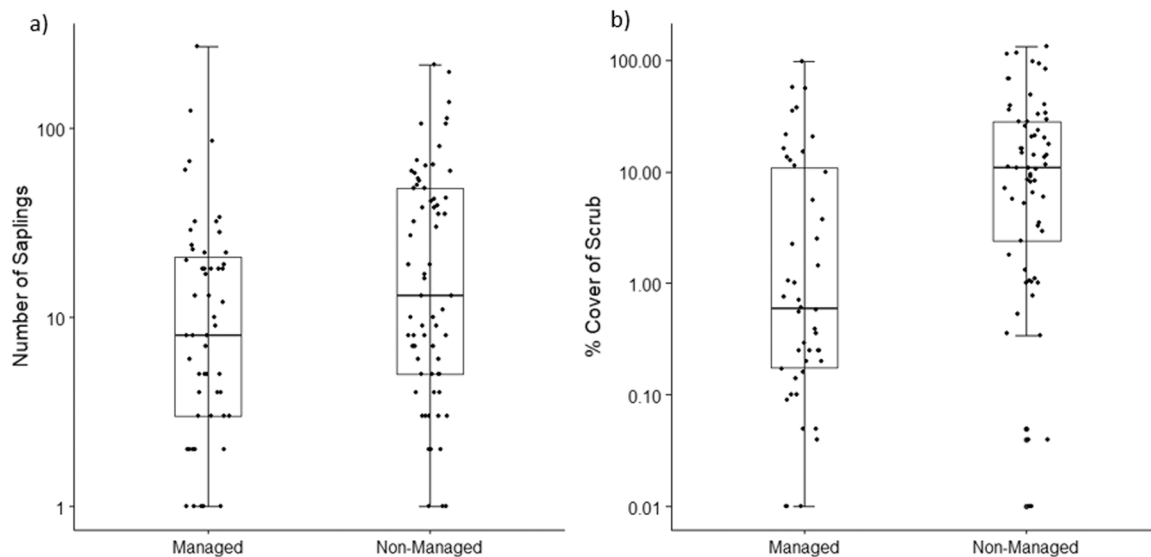 a)
Number of Saplings
100
10
1
Managed
Non-Managed
b)
% Cover of Scrub
100.00
10.00
1.00
0.10
0.01
Managed
Non-Managed